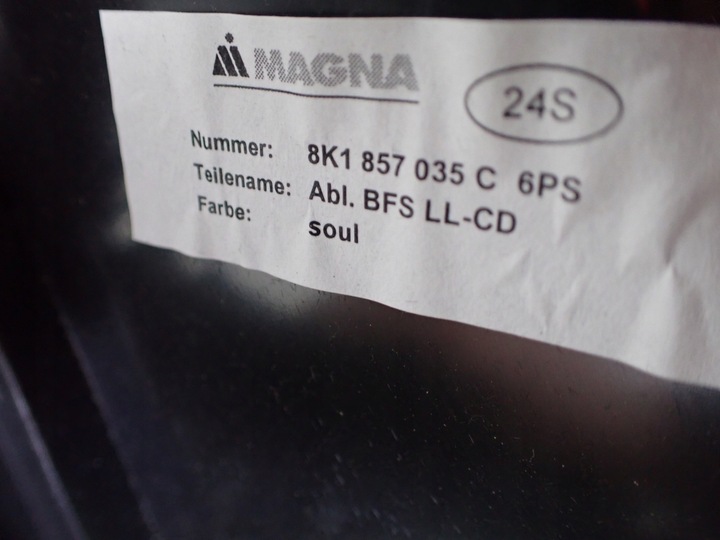 MAGNA
24S
Nummer: 8K1 857 035 C 6PS
Teilename: Abl. BFS LL-CD
Farbe: soul